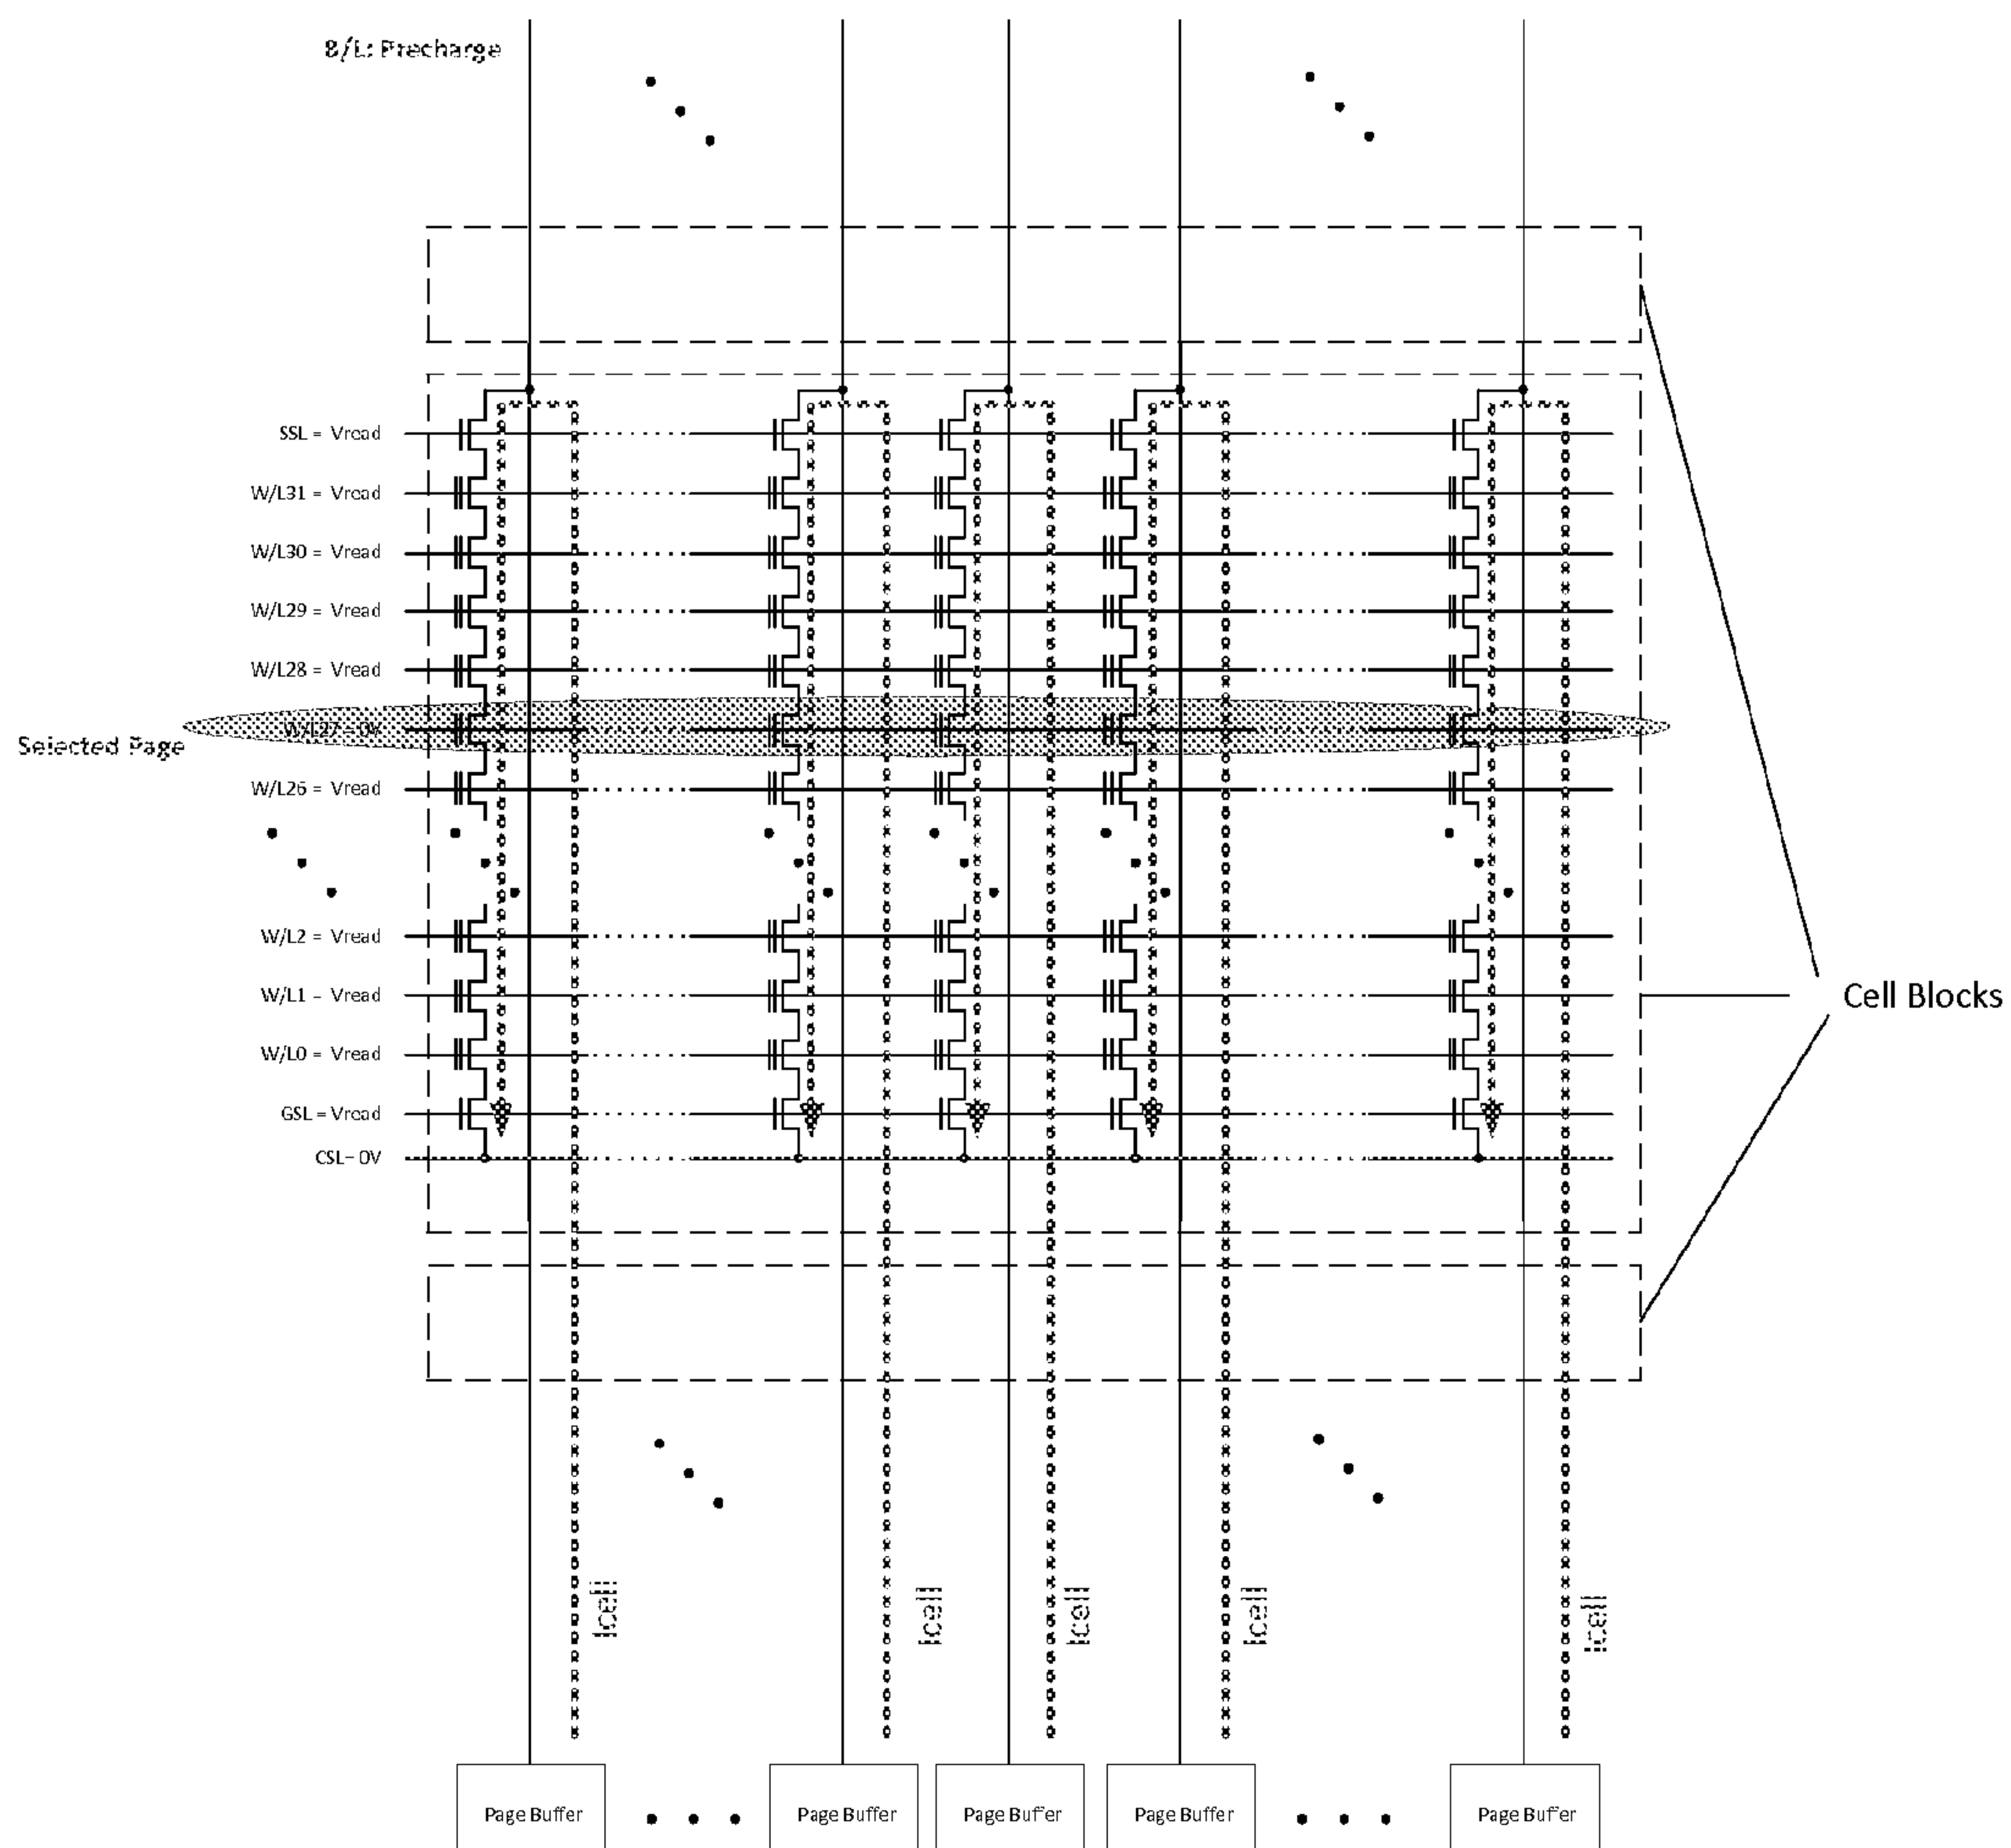 B/L: Precharge
SSL = Vread
W/L31 = Vread
W/L30 = Vread
W/L29 = Vread
W/L28 = Vread
W/L27 = 0V
Selected Page
W/L26 = Vread
W/L2 = Vread
W/L1 = Vread
Cell Blocks
W/L0 = Vread
GSL = Vread
CSL= 0V
Icell
Icell
Icell
Icell
Icell
Page Buffer
Page Buffer
Page Buffer
Page Buffer
Page Buffer